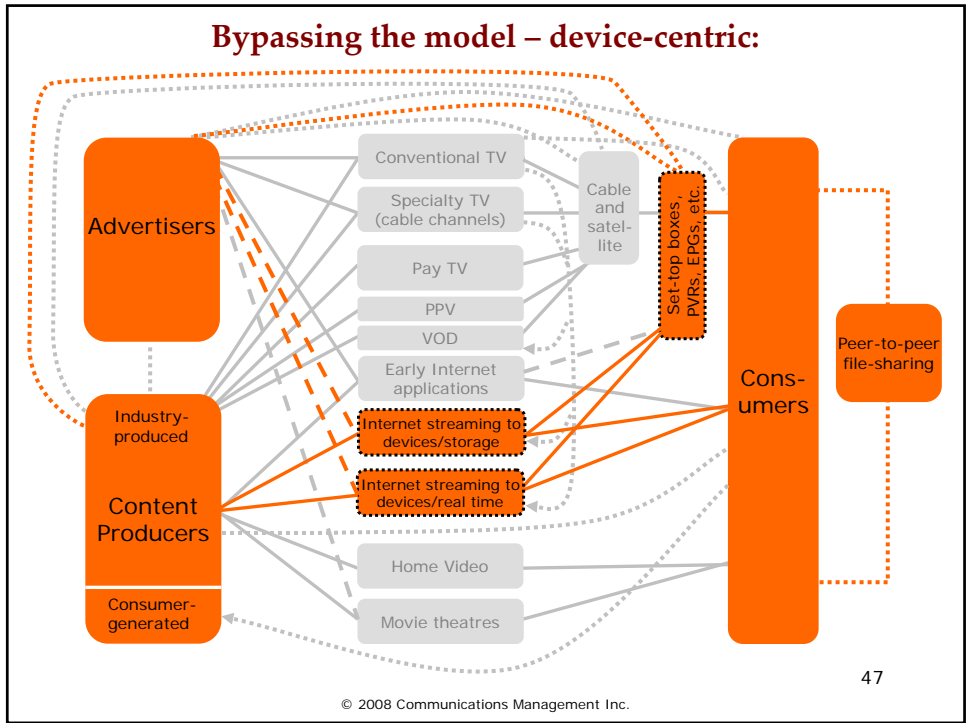 Bypassing the model – device-centric:
Advertisers
Industry-
produced
Content
Producers
Consumer-
generated
Conventional TV
Specialty TV
(cable channels)
Pay TV
PPV
VOD
Early Internet
applications
Internet streaming to
devices/storage
Internet streaming to
devices/real time
Home Video
Movie theatres
Cable
and
satel-
lite
Set-top boxes,
PVRs, EPGs, etc.
Cons-
umers
Peer-to-peer
file-sharing
47
© 2008 Communications Management Inc.